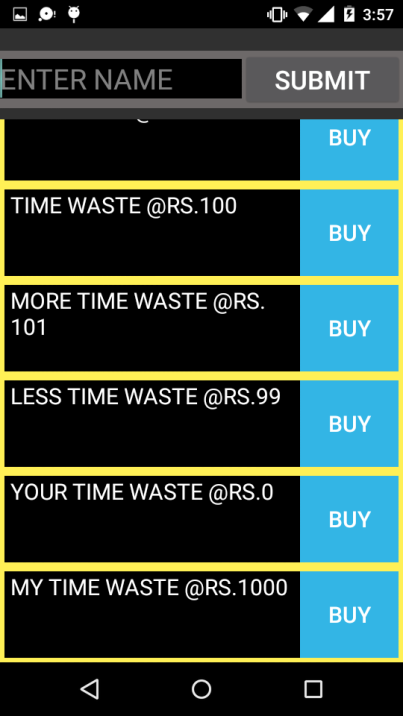 3:57
ENTER NAME
SUBMIT
BUY
TIME WASTE @RS.100
BUY
MORE TIME WASTE @RS.
101
BUY
LESS TIME WASTE @RS.99
BUY
YOUR TIME WASTE @RS.0
BUY
MY TIME WASTE @RS.1000
BUY